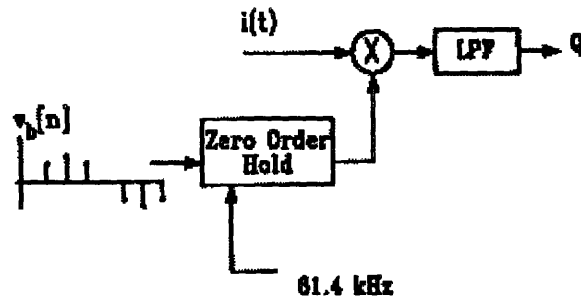 i(t)
X
LPF
Q
v_b[n]
Zero Order
Hold
61.4 kHz